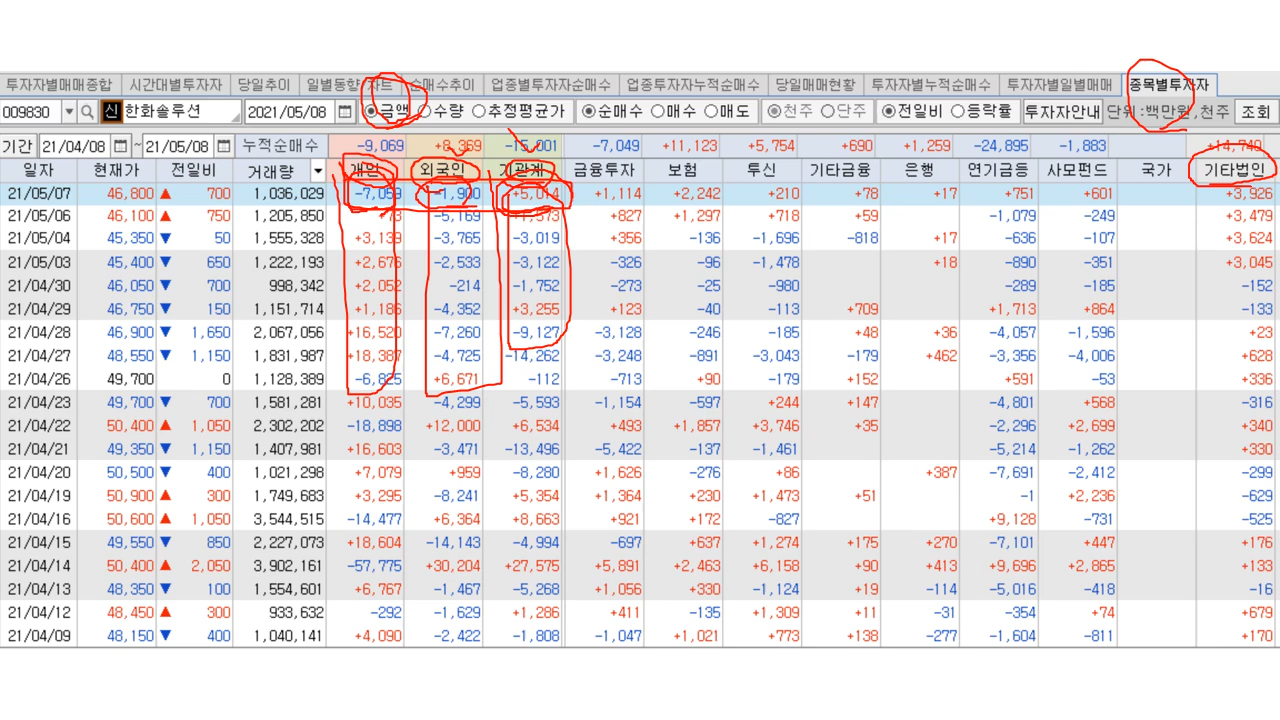 투자자별매매종합 시간대별투자자 당일추이 일별동향 차트 순매수추이 업종별투자자순매수 업종투자자누적순매수 당일매매현황 투자자별누적순매수 투자자별일별매매 종목별투자자
009830 신 한화솔루션 2021/05/08 금액 수량 추정평균가 순매수 매수 매도 천주 단주 전일비 등락률 투자자안내 단위:백만원,천주 조회
기간 21/04/08 ~ 21/05/08 누적순매수 -9,069 +8,369 -15,001 -7,049 +11,123 +5,754 +690 +1,259 -24,895 -1,883 +14,740
일자 현재가 전일비 거래량 개인 외국인 기관계 금융투자 보험 투신 기타금융 은행 연기금등 사모펀드 국가 기타법인
21/05/07 46,800 ▲ 700 1,036,029 -7,059 -1,900 +5,014 +1,114 +2,242 +210 +78 +17 +751 +601 +3,926
21/05/06 46,100 ▲ 750 1,205,850 +73 -5,169 +1,573 +827 +1,297 +718 +59 -1,079 -249 +3,479
21/05/04 45,350 ▼ 50 1,555,328 +3,139 -3,765 -3,019 +356 -136 -1,696 -818 +17 -636 -107 +3,624
21/05/03 45,400 ▼ 650 1,222,193 +2,676 -2,533 -3,122 -326 -96 -1,478 +18 -890 -351 +3,045
21/04/30 46,050 ▼ 700 998,342 +2,052 -214 -1,752 -273 -25 -980 -289 -185 -152
21/04/29 46,750 ▼ 150 1,151,714 +1,186 -4,352 +3,255 +123 -40 -113 +709 +1,713 +864 -133
21/04/28 46,900 ▼ 1,650 2,067,056 +16,520 -7,260 -9,127 -3,128 -246 -185 +48 +36 -4,057 -1,596 +23
21/04/27 48,550 ▼ 1,150 1,831,987 +18,387 -4,725 -14,262 -3,248 -891 -3,043 -179 +462 -3,356 -4,006 +628
21/04/26 49,700 0 1,128,389 -6,825 +6,671 -112 -713 +90 -179 +152 +591 -53 +336
21/04/23 49,700 ▼ 700 1,581,281 +10,035 -4,299 -5,593 -1,154 -597 +244 +147 -4,801 +568 -316
21/04/22 50,400 ▲ 1,050 2,302,202 -18,898 +12,000 +6,534 +493 +1,857 +3,746 +35 -2,296 +2,699 +340
21/04/21 49,350 ▼ 1,150 1,407,981 +16,603 -3,471 -13,496 -5,422 -137 -1,461 -5,214 -1,262 +330
21/04/20 50,500 ▼ 400 1,021,298 +7,079 +959 -8,280 +1,626 -276 +86 +387 -7,691 -2,412 -299
21/04/19 50,900 ▲ 300 1,749,683 +3,295 -8,241 +5,354 +1,364 +230 +1,473 +51 -1 +2,236 -629
21/04/16 50,600 ▲ 1,050 3,544,515 -14,477 +6,364 +8,663 +921 +172 -827 +9,128 -731 -525
21/04/15 49,550 ▼ 850 2,227,073 +18,604 -14,143 -4,994 -697 +637 +1,274 +175 +270 -7,101 +447 +176
21/04/14 50,400 ▲ 2,050 3,902,161 -57,775 +30,204 +27,575 +5,891 +2,463 +6,158 +90 +413 +9,696 +2,865 +133
21/04/13 48,350 ▼ 100 1,554,601 +6,767 -1,467 -5,268 +1,056 +330 -1,124 +19 -114 -5,016 -418 -16
21/04/12 48,450 ▲ 300 933,632 -292 -1,629 +1,286 +411 -135 +1,309 +11 -31 -354 +74 +679
21/04/09 48,150 ▼ 400 1,040,141 +4,090 -2,422 -1,808 -1,047 +1,021 +773 +138 -277 -1,604 -811 +170